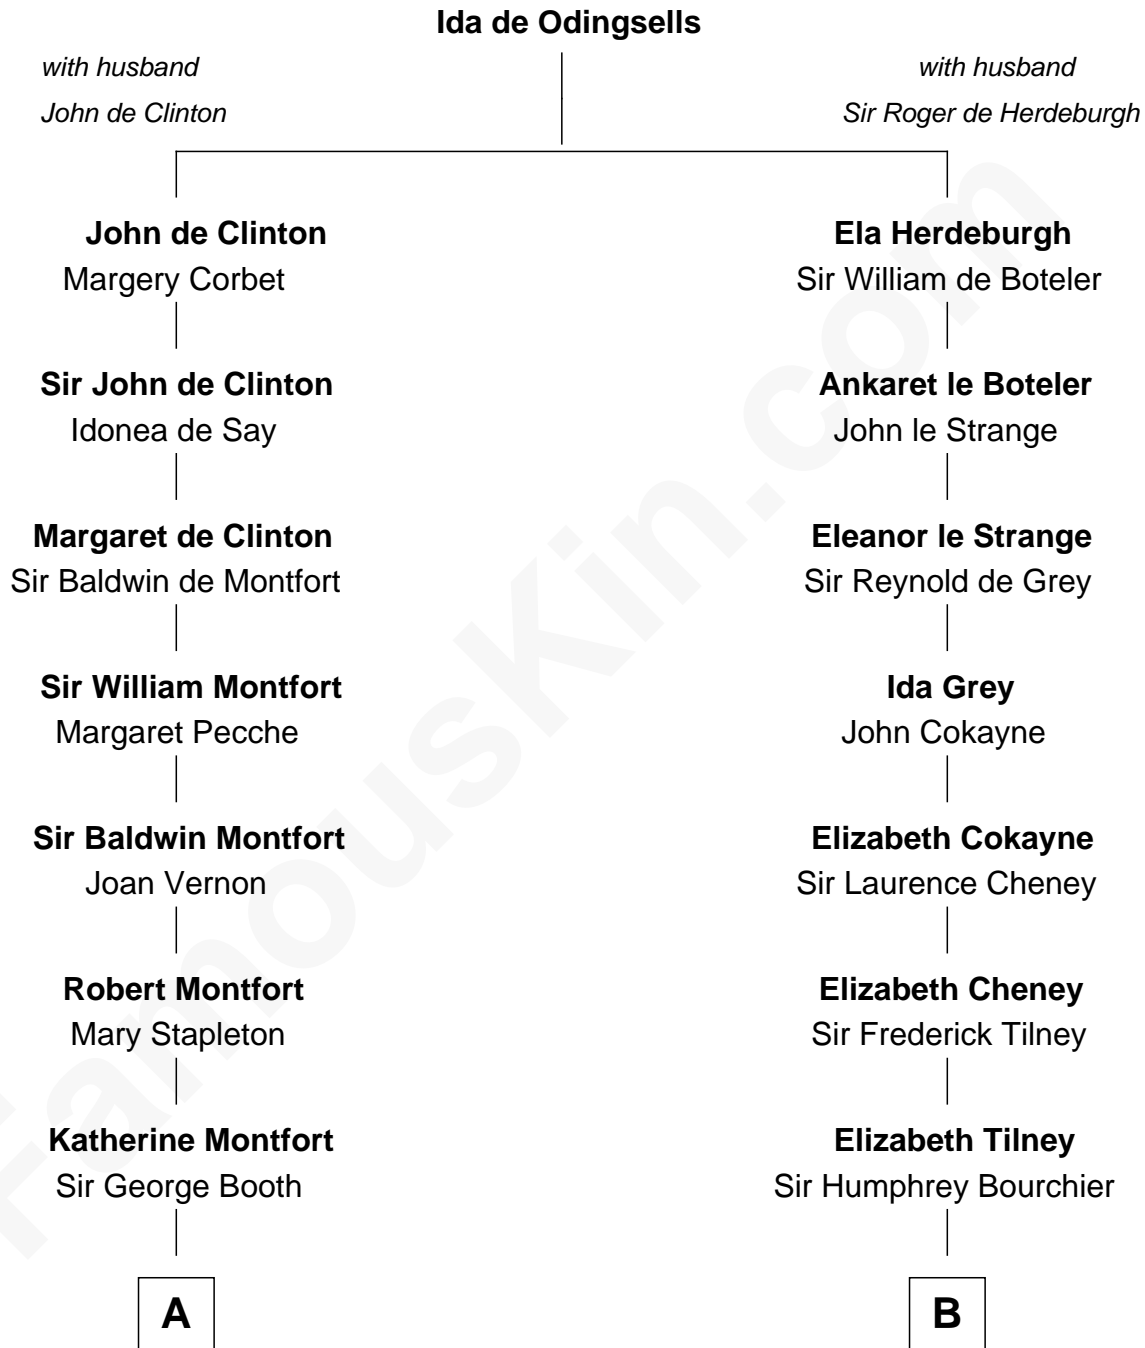 Ida de Odingsells
with husband
John de Clinton
with husband
Sir Roger de Herdeburgh
John de Clinton
Margery Corbet
Ela Herdeburgh
Sir William de Boteler
Sir John de Clinton
Idonea de Say
Ankaret le Boteler
John le Strange
Margaret de Clinton
Sir Baldwin de Montfort
Eleanor le Strange
Sir Reynold de Grey
Sir William Montfort
Margaret Pecche
Ida Grey
John Cokayne
Sir Baldwin Montfort
Joan Vernon
Elizabeth Cokayne
Sir Laurence Cheney
Robert Montfort
Mary Stapleton
Elizabeth Cheney
Sir Frederick Tilney
Katherine Montfort
Sir George Booth
Elizabeth Tilney
Sir Humphrey Bourchier
A
B
FamousKin.com